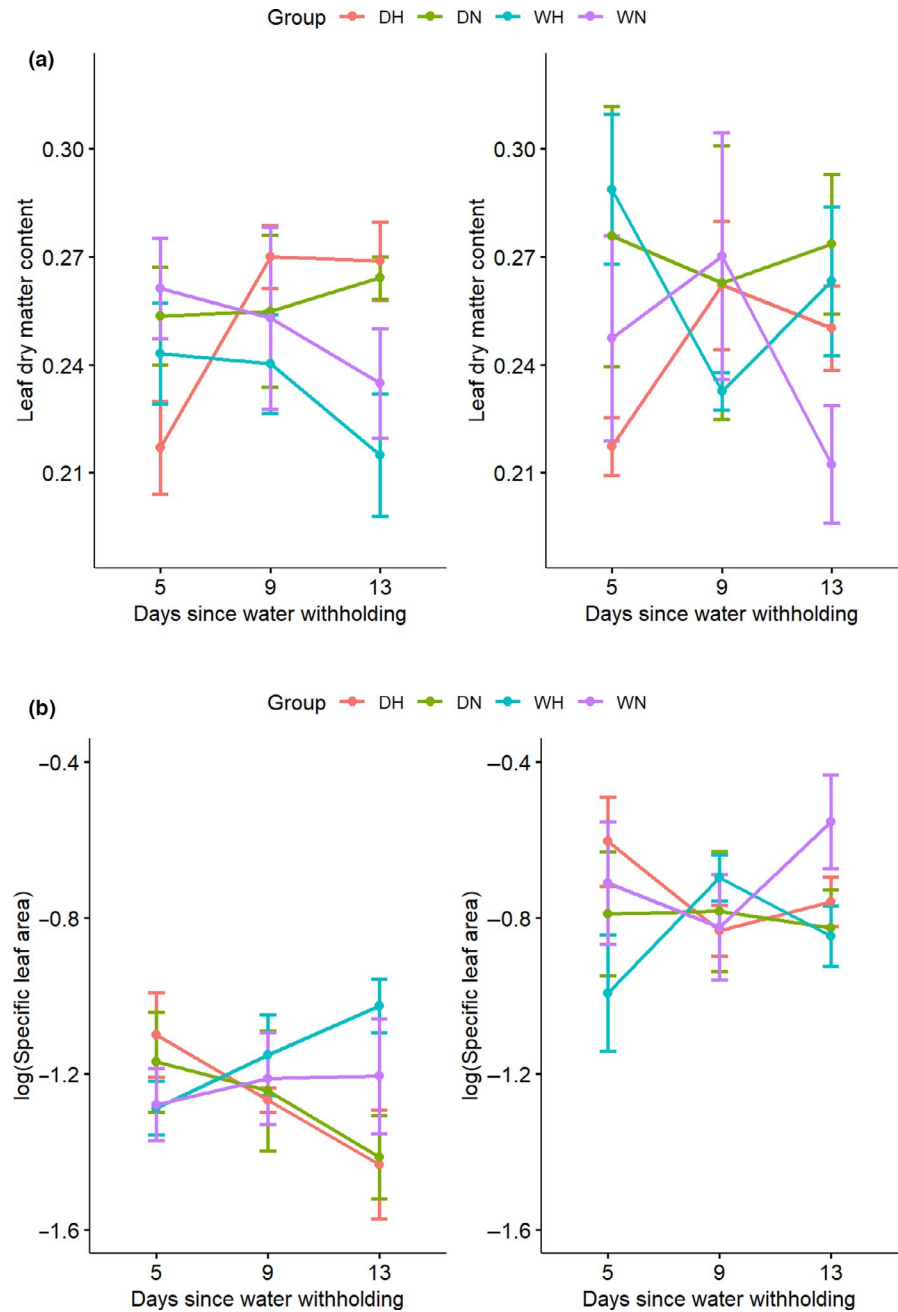 Group DH DN WH WN
(a)
Leaf dry matter content
0.30
0.27
0.24
0.21
5 9 13
Days since water withholding
Leaf dry matter content
0.30
0.27
0.24
0.21
5 9 13
Days since water withholding
(b)
Group DH DN WH WN
log(Specific leaf area)
−0.4
−0.8
−1.2
−1.6
5 9 13
Days since water withholding
log(Specific leaf area)
−0.4
−0.8
−1.2
−1.6
5 9 13
Days since water withholding